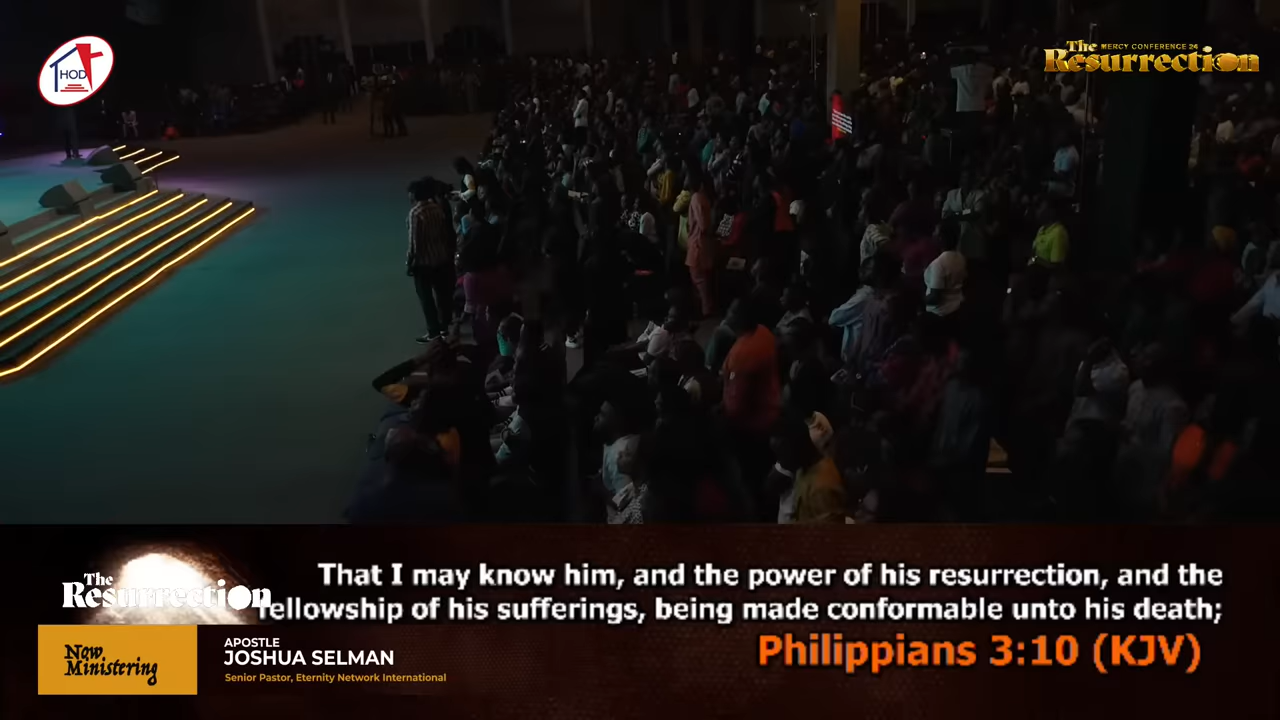 HOD
The MERCY CONFERENCE 24
Resurrection
The
Resurrection
That I may know him, and the power of his resurrection, and the
fellowship of his sufferings, being made conformable unto his death;
Philippians 3:10 (KJV)
Now
Ministering
APOSTLE
JOSHUA SELMAN
Senior Pastor, Eternity Network International